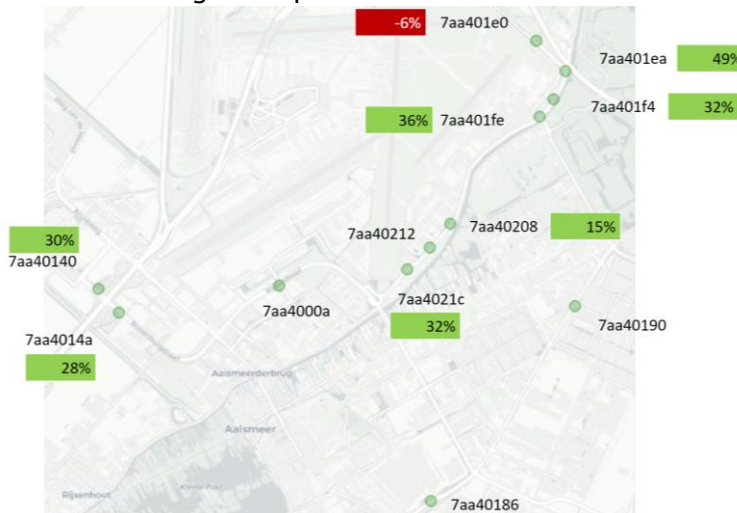 -6% 7aa401e0
7aa401ea 49%
7aa401f4 32%
36% 7aa401fe
30%
7aa40140
7aa40212
7aa40208 15%
7aa4000a
7aa4021c
32%
7aa40190
7aa4014a
28%
Aalsmeerderbrug
Aalsmeer
Rijsenhout
7aa40186